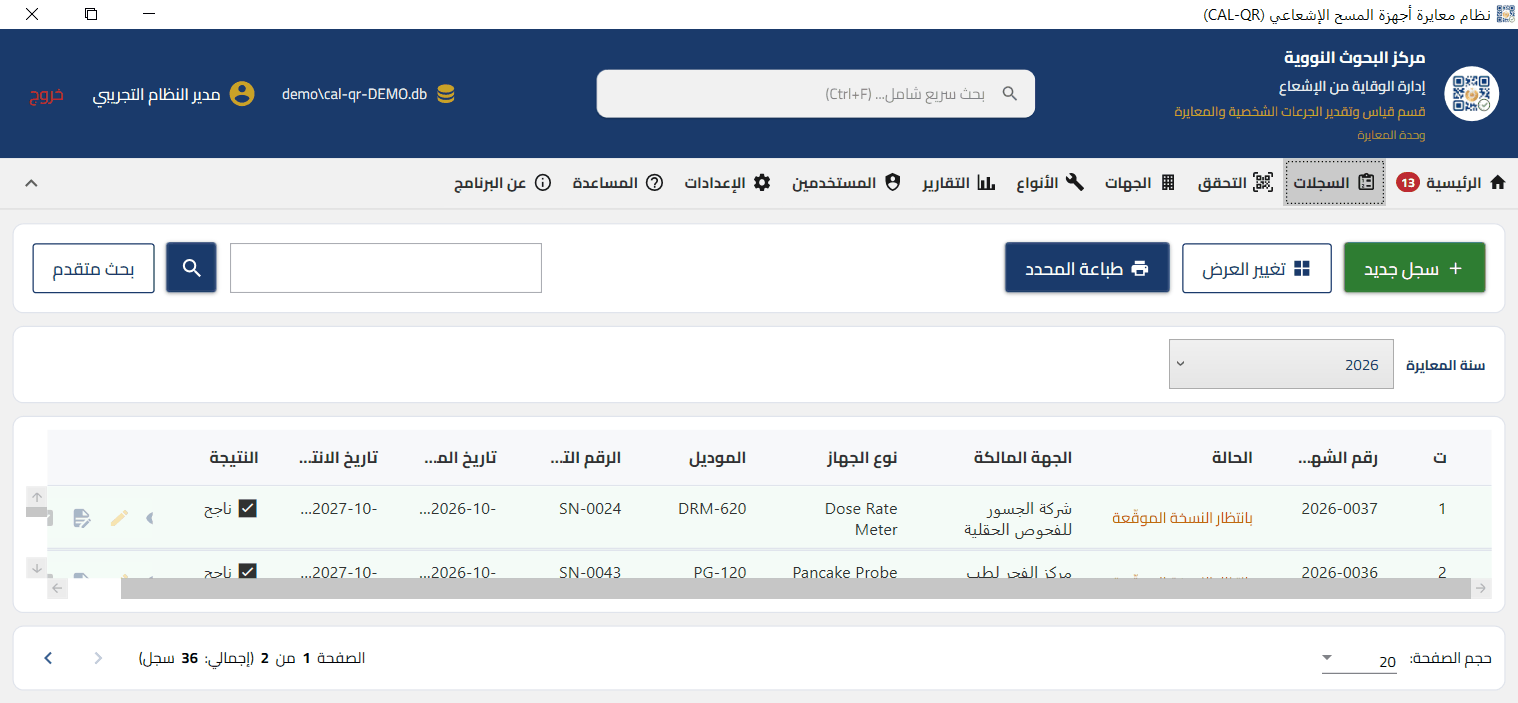 نظام معايرة أجهزة المسح الإشعاعي (CAL-QR)
مركز البحوث النووية
إدارة الوقاية من الإشعاع
قسم قياس وتقدير الجرعات الشخصية والمعايرة
وحدة المعايرة
بحث سريع شامل... (Ctrl+F)
demo\cal-qr-DEMO.db
مدير النظام التجريبي
خروج
الرئيسية 13 السجلات التحقق الجهات الأنواع التقارير المستخدمين الإعدادات المساعدة عن البرنامج
+ سجل جديد
تغيير العرض
طباعة المحدد
بحث متقدم
سنة المعايرة 2026
ت رقم الشه... الحالة الجهة المالكة نوع الجهاز الموديل الرقم الت... تاريخ الم... تاريخ الانت... النتيجة
1 2026-0037 بانتظار النسخة الموقّعة شركة الجسور للفحوص الحقلية Dose Rate Meter DRM-620 SN-0024 ...2026-10- ...2027-10- ناجح
2 2026-0036 مركز الفجر لطب Pancake Probe PG-120 SN-0043 ...2026-10- ...2027-10- ناجح
حجم الصفحة: 20
الصفحة 1 من 2 (إجمالي: 36 سجل)